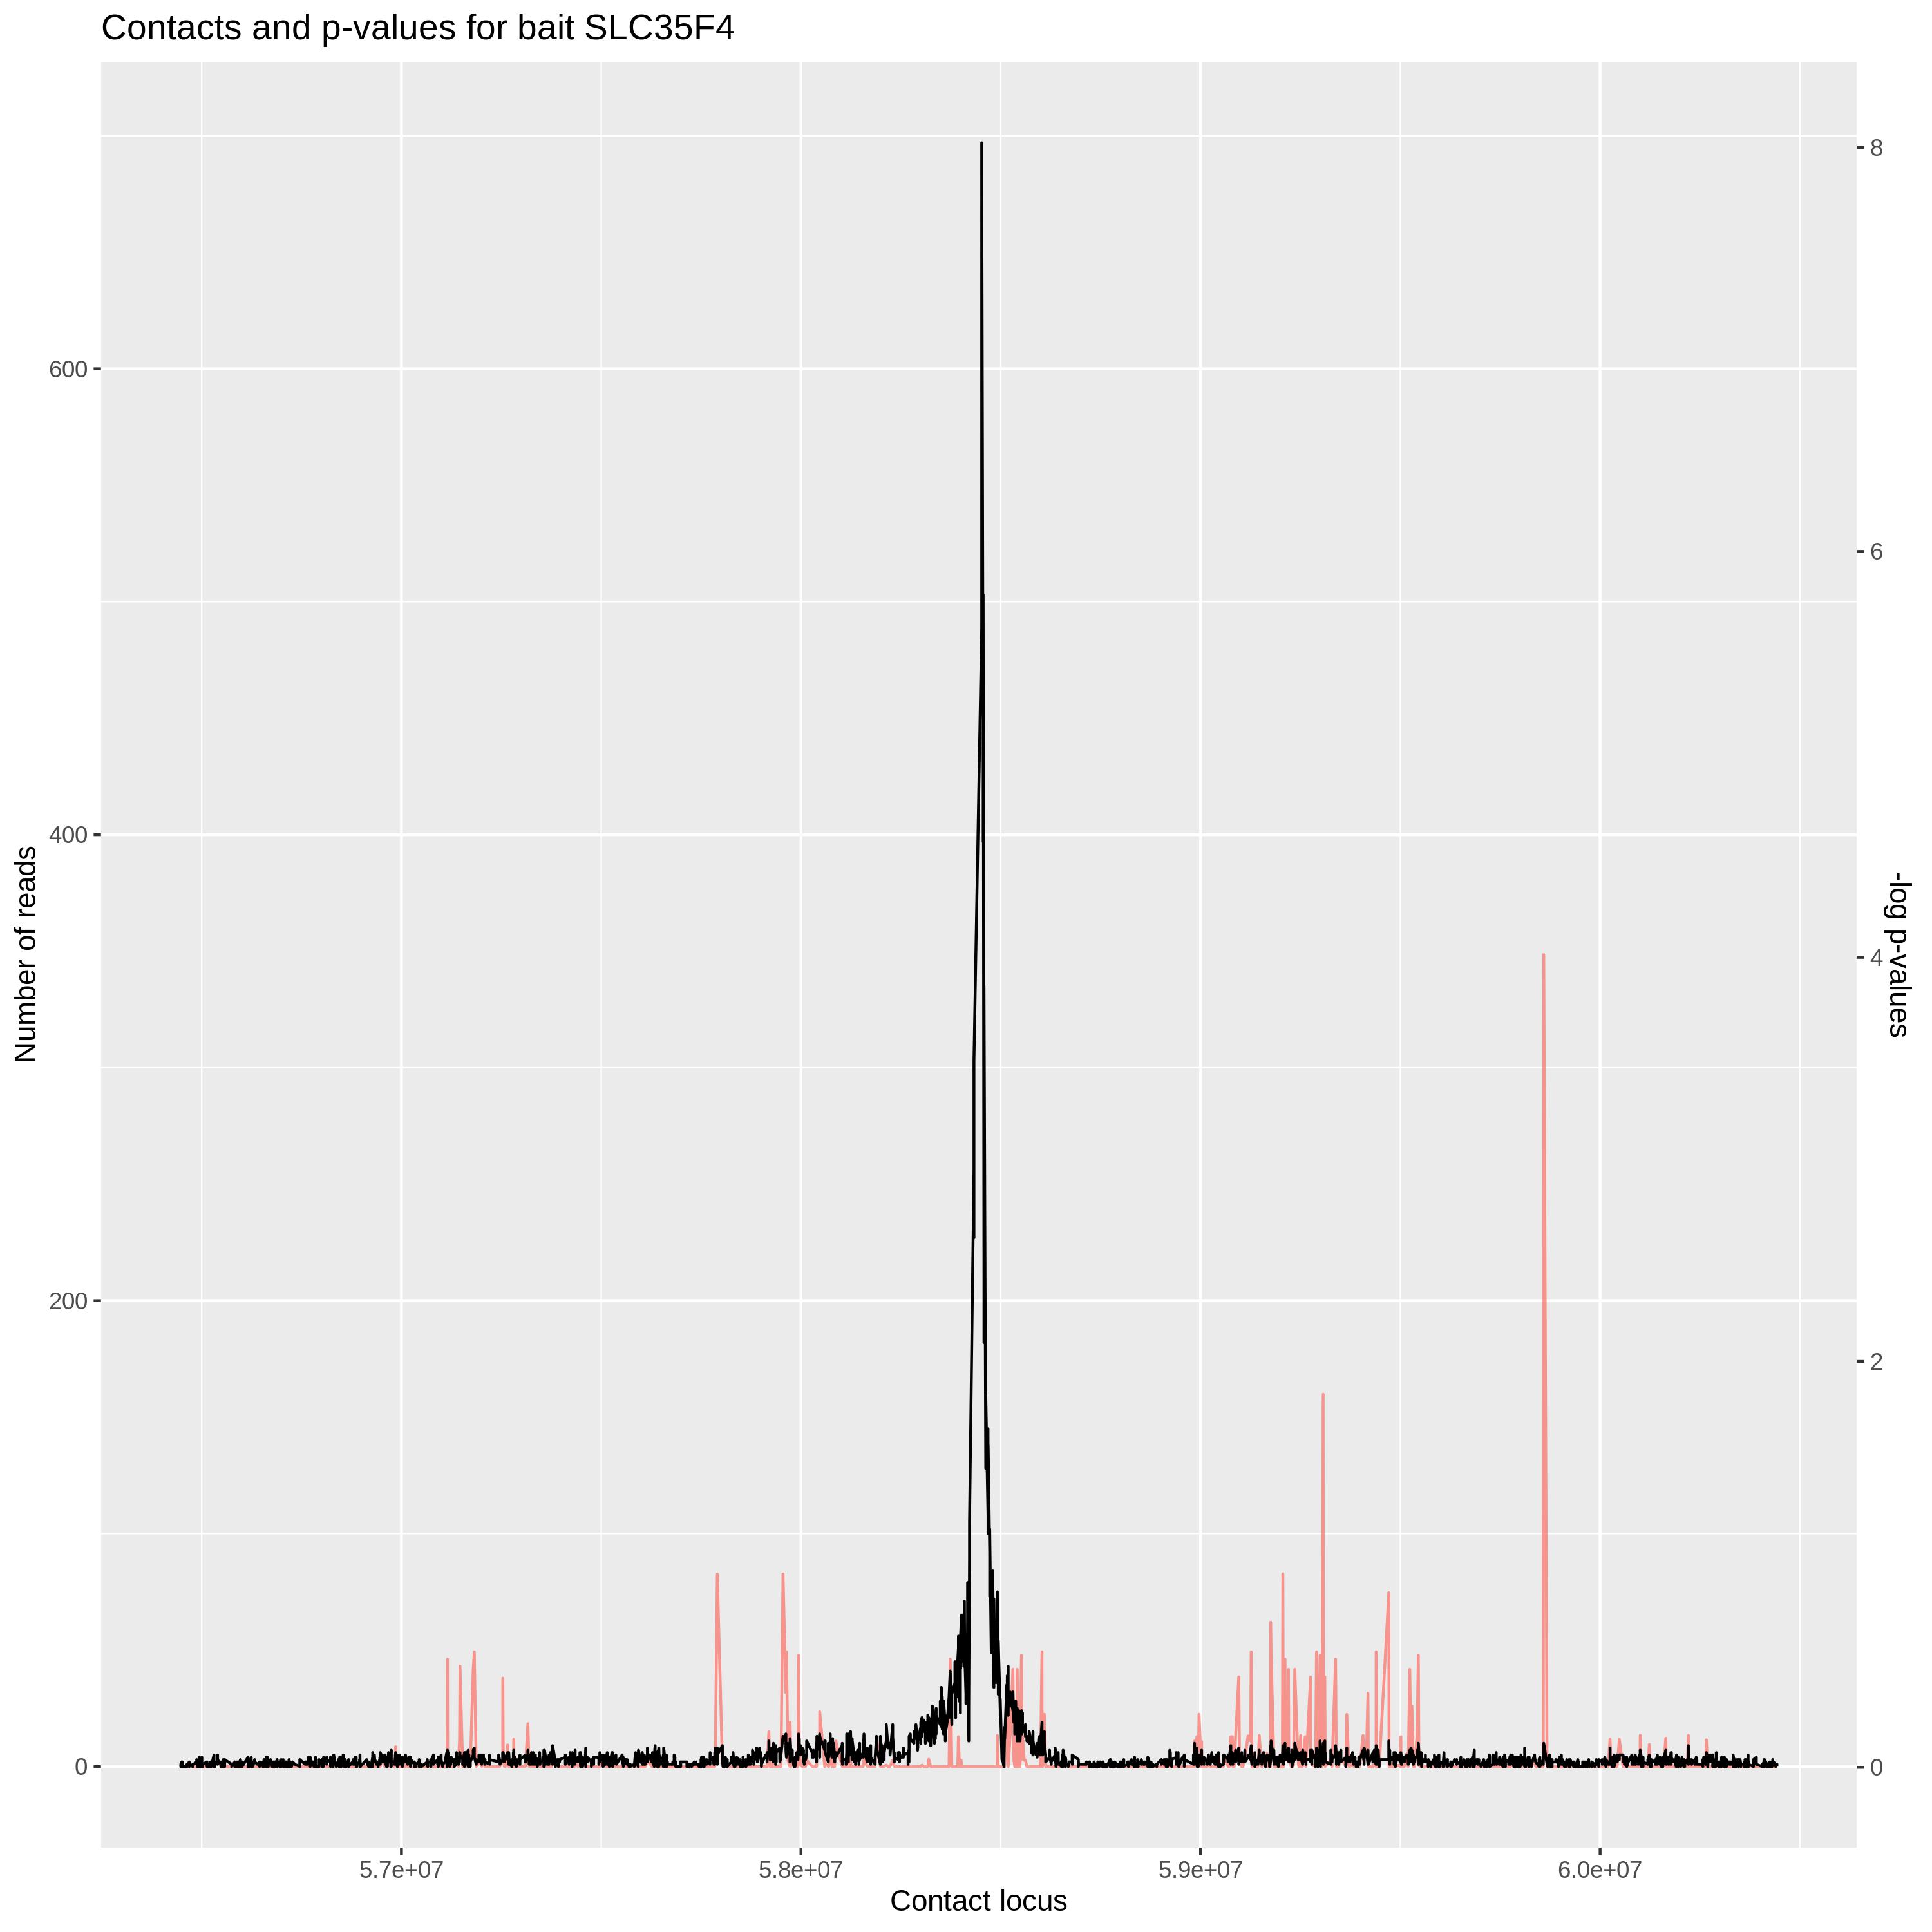 Contacts and p-values for bait SLC35F4
8
600
6
400
4
200
2
0
0
Number of reads
-log p-values
5.7e+07
5.8e+07
5.9e+07
6.0e+07
Contact locus